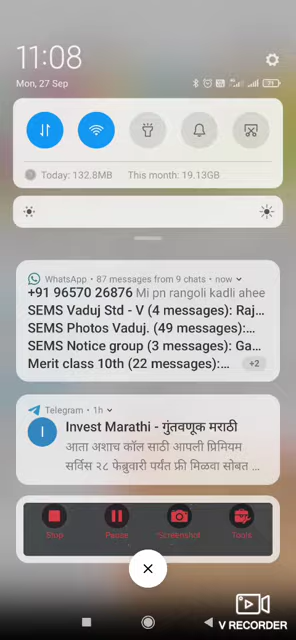 11:08
Mon, 27 Sep
Today: 132.8MB This month: 19.13GB
WhatsApp • 87 messages from 9 chats • now
+91 96570 26876 Mi pn rangoli kadli ahee
SEMS Vaduj Std - V (4 messages): Raj...
SEMS Photos Vaduj. (49 messages):...
SEMS Notice group (3 messages): Ga...
Merit class 10th (22 messages):... +2
Telegram • 1h
I
Invest Marathi - गुंतवणूक मराठी
आता अशाच कॉल साठी आपली प्रिमियम
सर्विस २८ फेब्रुवारी पर्यंत फ्री मिळवा सोबत ...
Stop Pause Screenshot Tools
V RECORDER